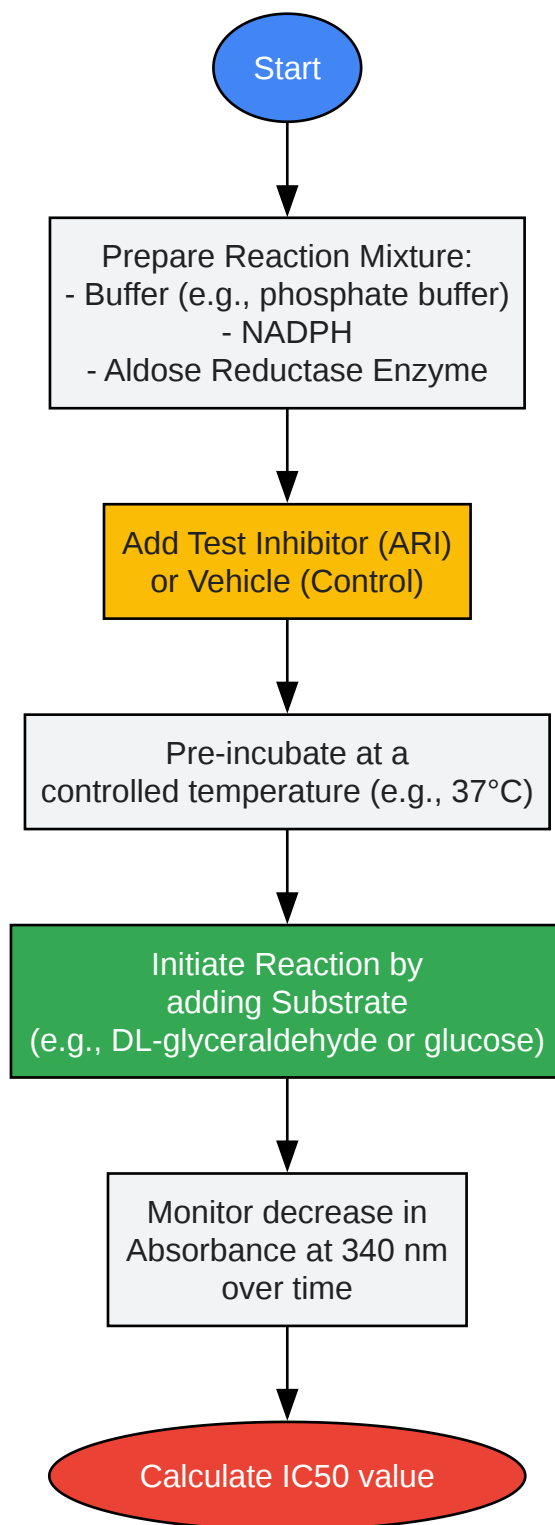 Start
Prepare Reaction Mixture:
- Buffer (e.g., phosphate buffer)
- NADPH
- Aldose Reductase Enzyme
Add Test Inhibitor (ARI)
or Vehicle (Control)
Pre-incubate at a
controlled temperature (e.g., 37°C)
Initiate Reaction by
adding Substrate
(e.g., DL-glyceraldehyde or glucose)
Monitor decrease in
Absorbance at 340 nm
over time
Calculate IC50 value